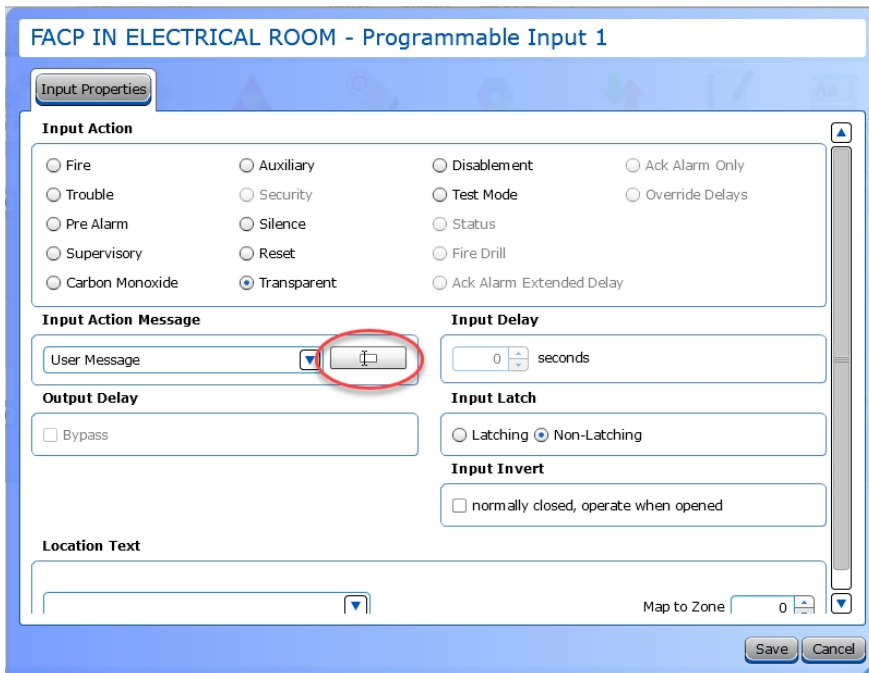 FACP IN ELECTRICAL ROOM - Programmable Input 1
Input Properties
Input Action
Fire Auxiliary Disablement Ack Alarm Only
Trouble Security Test Mode Override Delays
Pre Alarm Silence Status
Supervisory Reset Fire Drill
Carbon Monoxide Transparent Ack Alarm Extended Delay
Input Action Message Input Delay
User Message 0 seconds
Output Delay Input Latch
Bypass Latching Non-Latching
Input Invert
normally closed, operate when opened
Location Text
Map to Zone 0
Save Cancel